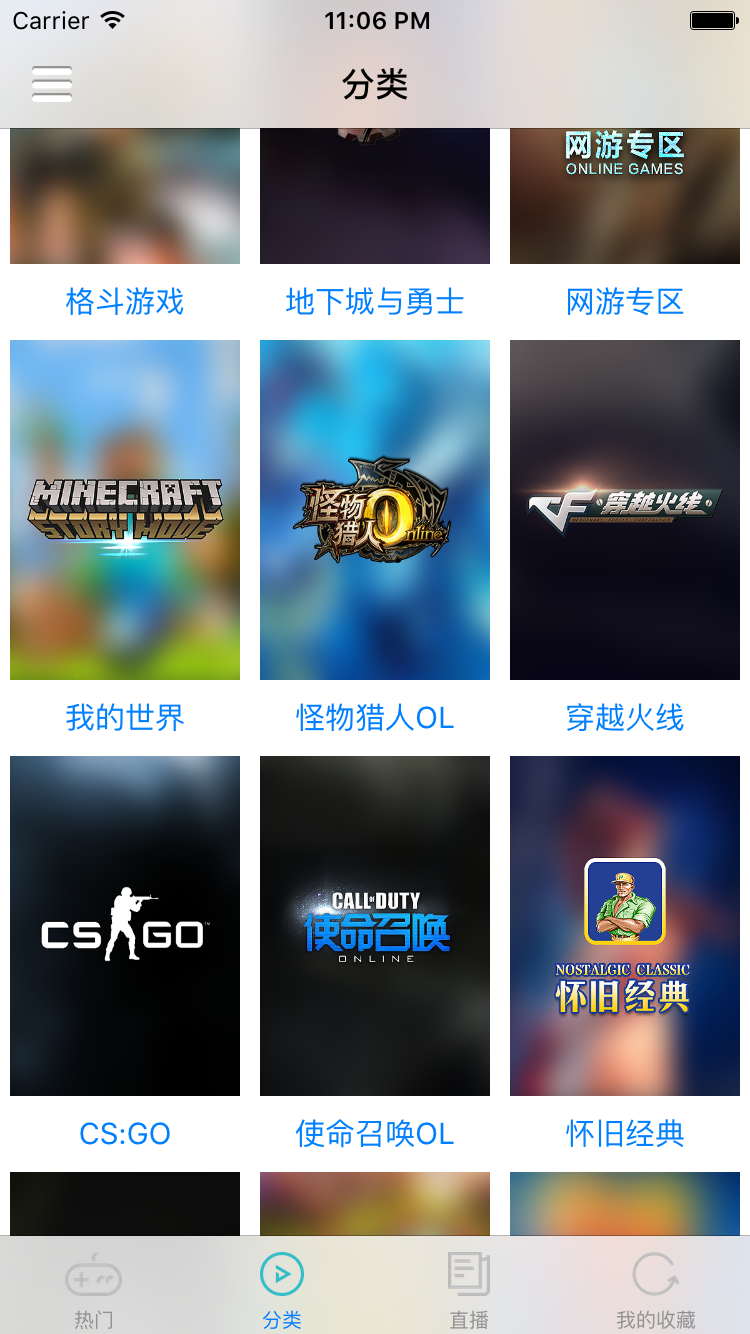 Carrier 11:06 PM
分类
网游专区
ONLINE GAMES
格斗游戏 地下城与勇士 网游专区
MINECRAFT
STORY MODE
怪物
猎人 Online
CF 穿越火线
我的世界 怪物猎人OL 穿越火线
CS GO™
CALL OF DUTY
使命召唤
ONLINE
NOSTALGIC CLASSIC
怀旧经典
CS:GO 使命召唤OL 怀旧经典
热门 分类 直播 我的收藏